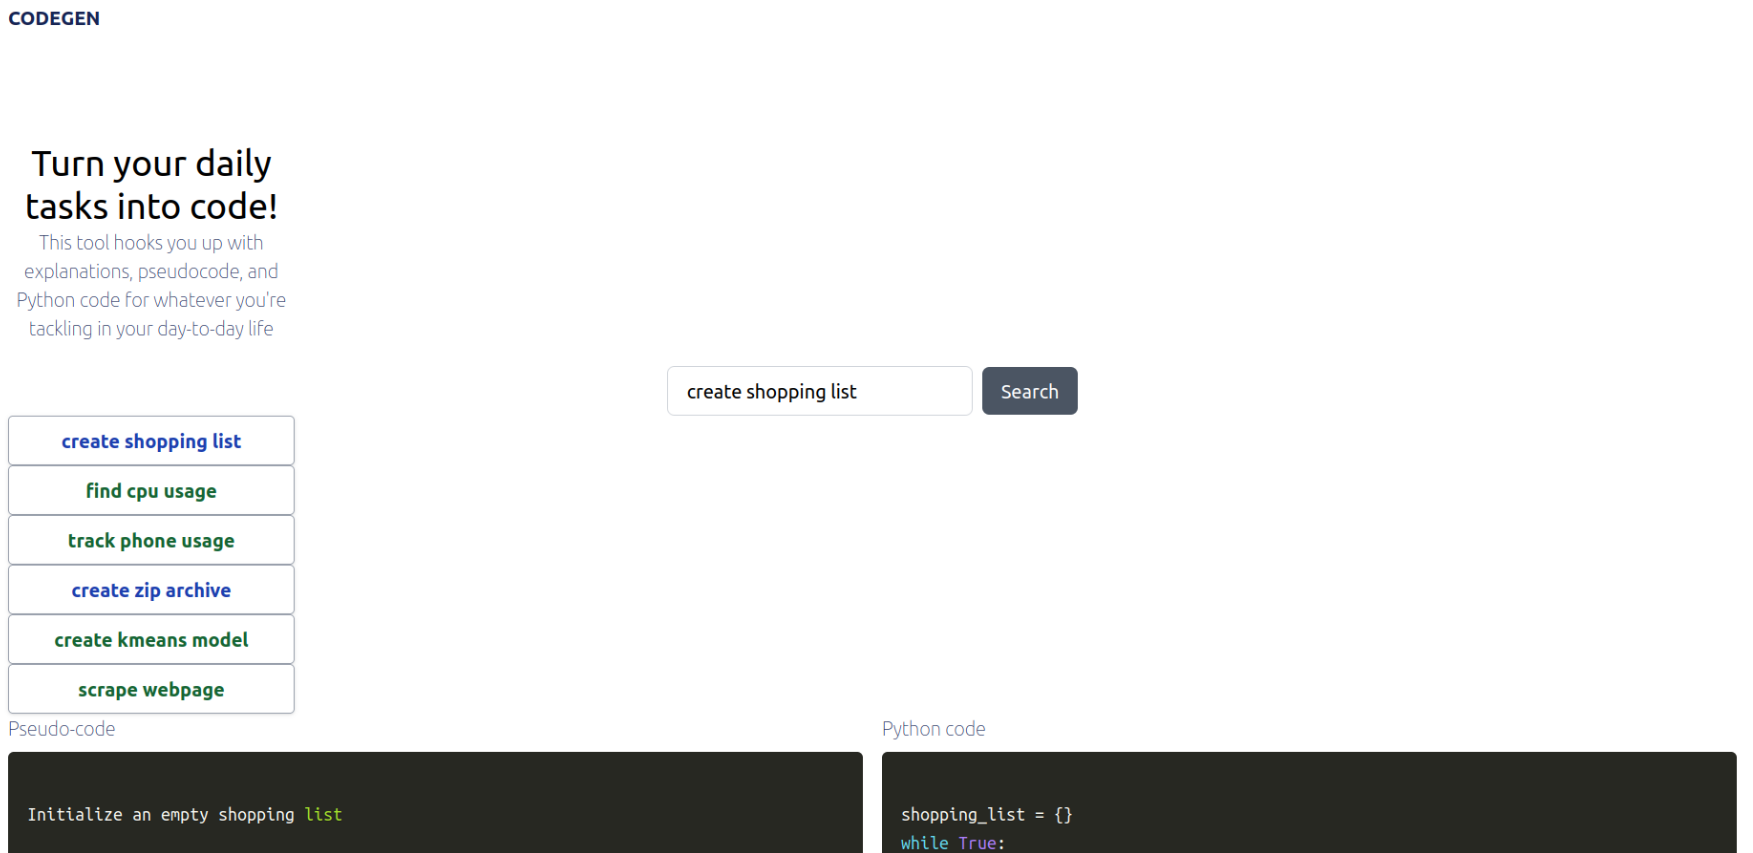 CODEGEN
Turn your daily
tasks into code!
This tool hooks you up with
explanations, pseudocode, and
Python code for whatever you're
tackling in your day-to-day life
create shopping list
Search
create shopping list
find cpu usage
track phone usage
create zip archive
create kmeans model
scrape webpage
Pseudo-code
Initialize an empty shopping list
Python code
shopping_list = {}
while True: